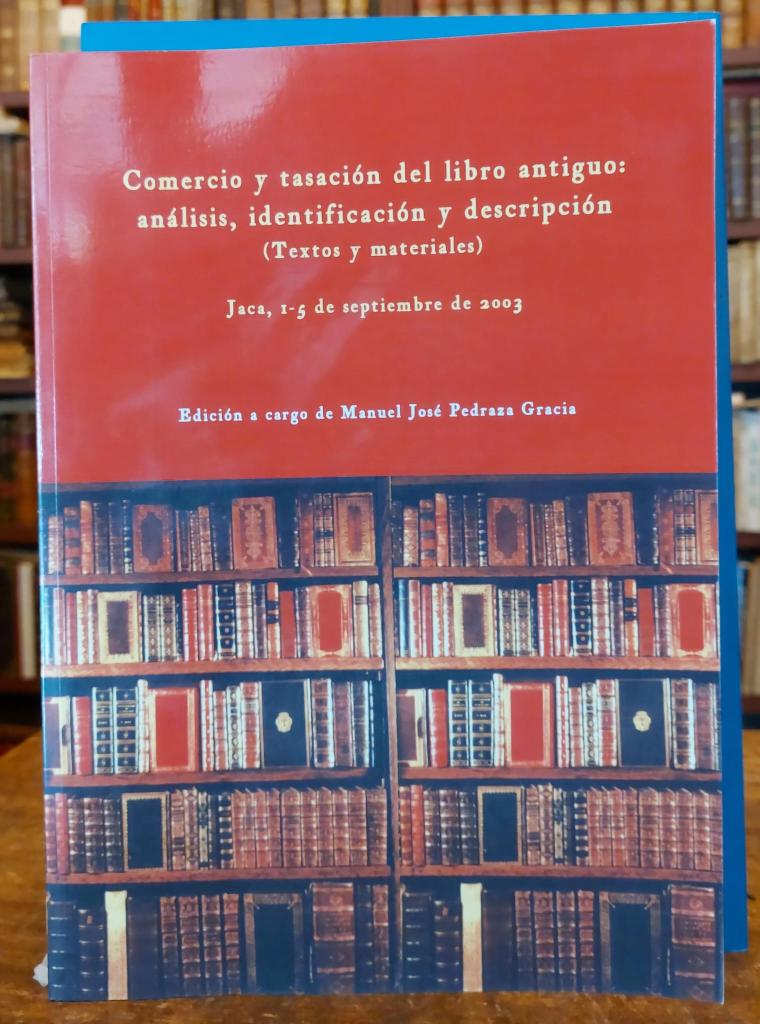 Comercio y tasación del libro antiguo:
análisis, identificación y descripción
(Textos y materiales)
Jaca, 1-5 de septiembre de 2003
Edición a cargo de Manuel José Pedraza Gracia